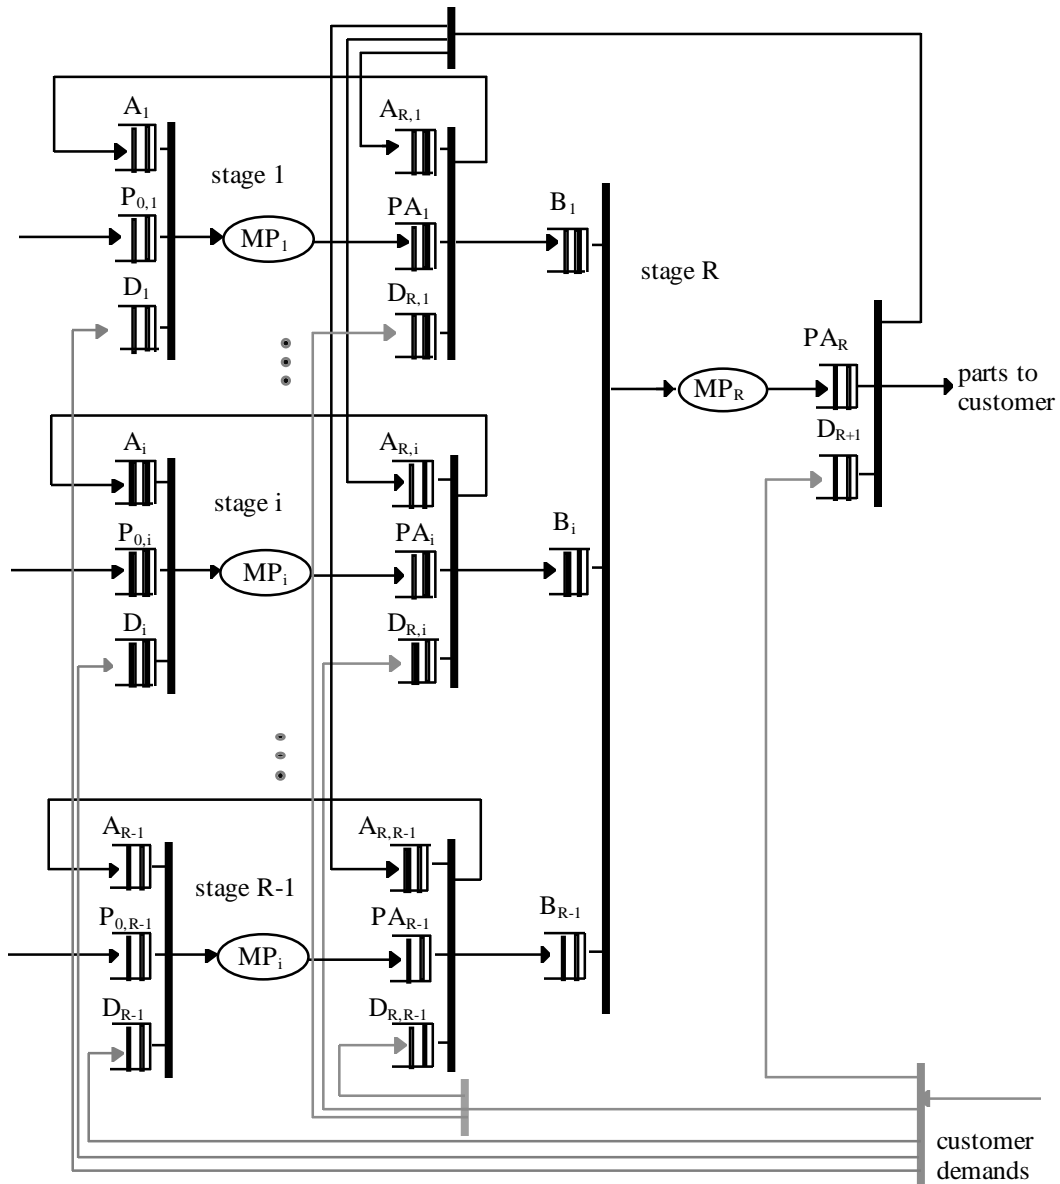 A1
AR,1
stage 1
P0,1
PA1
B1
MP1
stage R
D1
DR,1
PAR
parts to
customer
MPR
DR+1
Ai
AR,i
stage i
P0,i
PAi
Bi
MPi
Di
DR,i
AR-1
AR,R-1
stage R-1
P0,R-1
PAR-1
BR-1
MPi
DR-1
DR,R-1
customer
demands